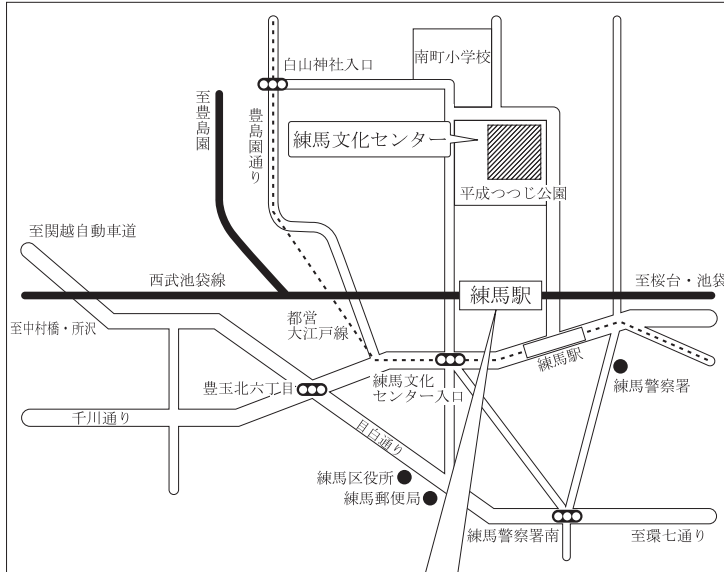 南町小学校
白山神社入口
至豊島園
豊島園通り
練馬文化センター
平成つつじ公園
至関越自動車道
西武池袋線
練馬駅
至桜台・池袋
至中村橋・所沢
都営
大江戸線
練馬駅
豊玉北六丁目
練馬文化
センター入口
練馬警察署
千川通り
目白通り
練馬区役所
練馬郵便局
練馬警察署南
至環七通り